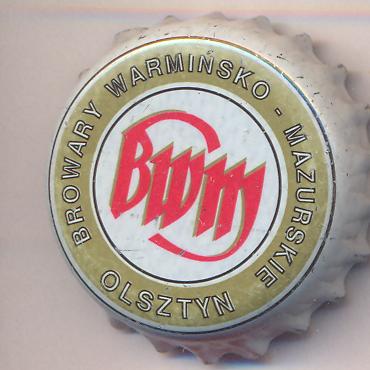 BROWARY WARMIŃSKO - MAZURSKIE
BWM
OLSZTYN